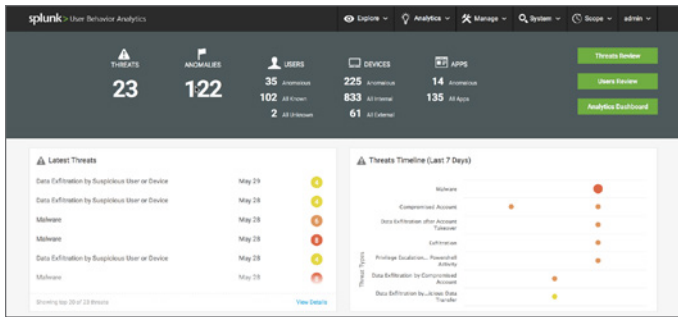 splunk> User Behavior Analytics
Explore
Analytics
Manage
System
Scope
admin
THREATS
23
ANOMALIES
122
USERS
35 Anomalous
102 All Known
2 All Unknown
DEVICES
225 Anomalous
833 All Internal
61 All External
APPS
14 Anomalous
135 All Apps
Threats Review
Users Review
Analytics Dashboard
Latest Threats
Data Exfiltration by Suspicious User or Device May 29
Data Exfiltration by Suspicious User or Device May 28
Malware May 28
Malware May 28
Data Exfiltration by Suspicious User or Device May 28
Malware May 28
Showing top 20 of 23 threats
View Details
Threats Timeline (Last 7 Days)
Threat Types
Malware
Compromised Account
Data Exfiltration after Account
Takeover
Exfiltration
Privilege Escalation... Powershell
Activity
Data Exfiltration by Compromised
Account
Data Exfiltration by...icious Data
Transfer